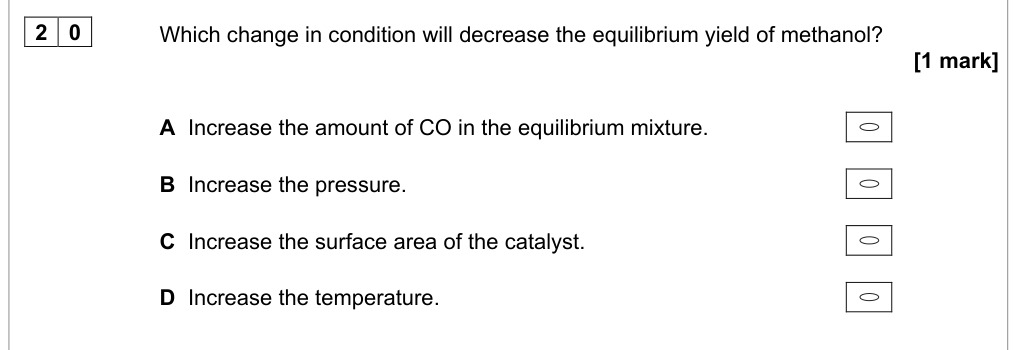 2 0 Which change in condition will decrease the equilibrium yield of methanol?
[1 mark]
A Increase the amount of CO in the equilibrium mixture.
B Increase the pressure.
C Increase the surface area of the catalyst.
D Increase the temperature.